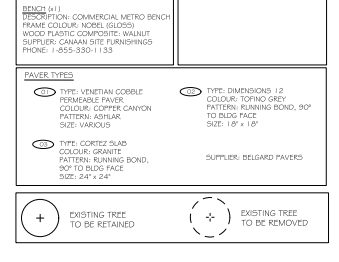 BENCH (x1)
DESCRIPTION: COMMERCIAL METRO BENCH
FRAME COLOUR: NOBEL (GLOSS)
WOOD PLASTIC COMPOSITE: WALNUT
SUPPLIER: CANAAN SITE FURNISHINGS
PHONE: 1-855-330-1133
PAVER TYPES
01
TYPE: VENETIAN COBBLE
PERMEABLE PAVER
COLOUR: COPPER CANYON
PATTERN: ASHLAR
SIZE: VARIOUS
02
TYPE: DIMENSIONS 12
COLOUR: TOFINO GREY
PATTERN: RUNNING BOND, 90°
TO BLDG FACE
SIZE: 18" x 18"
03
TYPE: CORTEZ SLAB
COLOUR: GRANITE
PATTERN: RUNNING BOND,
90° TO BLDG FACE
SIZE: 24" x 24"
SUPPLIER: BELGARD PAVERS
EXISTING TREE
TO BE RETAINED
EXISTING TREE
TO BE REMOVED